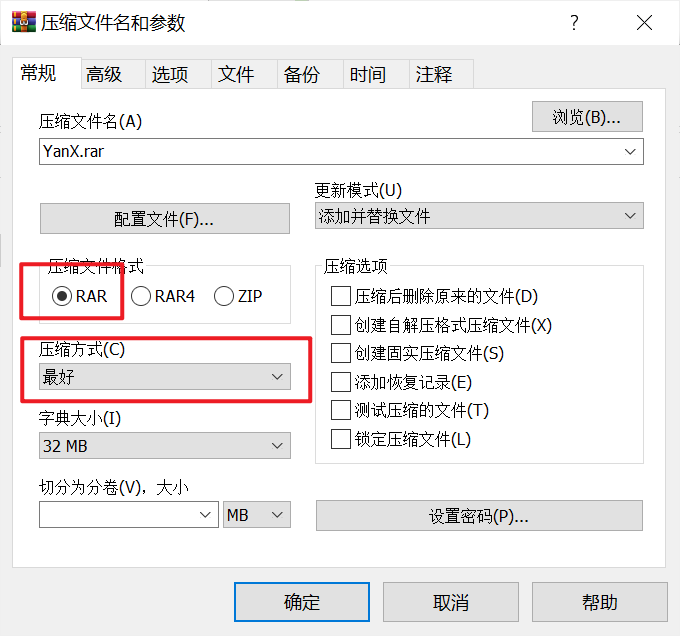 压缩文件名和参数
?
常规 高级 选项 文件 备份 时间 注释
压缩文件名(A)
浏览(B)...
YanX.rar
更新模式(U)
配置文件(F)...
添加并替换文件
压缩文件格式
RAR RAR4 ZIP
压缩选项
压缩后删除原来的文件(D)
创建自解压格式压缩文件(X)
创建固实压缩文件(S)
添加恢复记录(E)
测试压缩的文件(T)
锁定压缩文件(L)
压缩方式(C)
最好
字典大小(I)
32 MB
切分为分卷(V)，大小
MB
设置密码(P)...
确定 取消 帮助